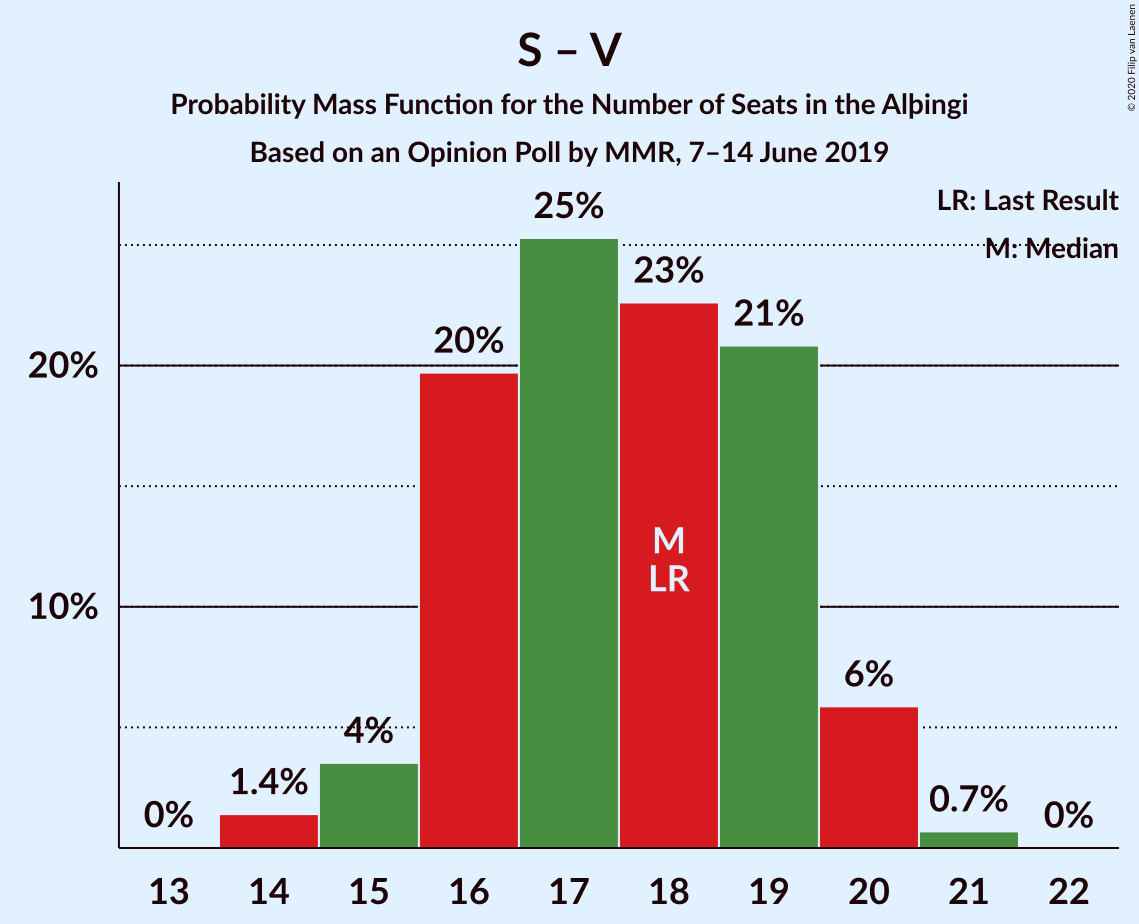 S – V
Probability Mass Function for the Number of Seats in the Alþingi
Based on an Opinion Poll by MMR, 7–14 June 2019
© 2020 Filip van Laenen
LR: Last Result
M: Median
25%
23%
21%
20%
20%
M
LR
10%
6%
4%
1.4%
0.7%
0%
0%
13 14 15 16 17 18 19 20 21 22